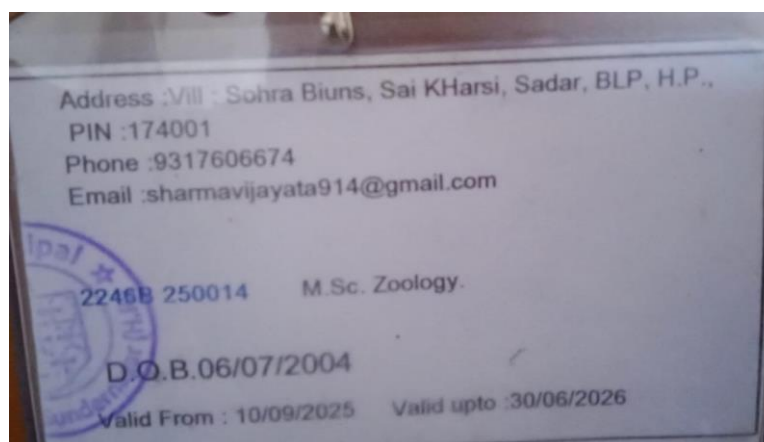 Address :Vill : Sohra Biuns, Sai KHarsi, Sadar, BLP, H.P.,
PIN :174001
Phone :9317606674
Email :sharmavijayata914@gmail.com
ipal
2246B 250014 M.Sc. Zoology.
D.O.B.06/07/2004
Valid From : 10/09/2025 Valid upto :30/06/2026